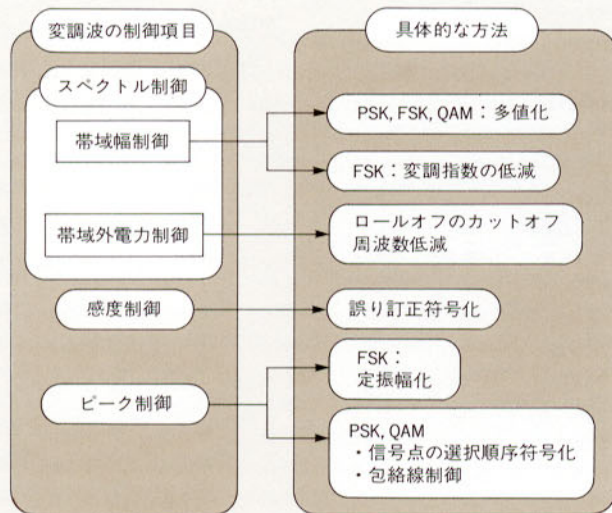 変調波の制御項目
スペクトル制御
帯域幅制御
帯域外電力制御
感度制御
ピーク制御
具体的な方法
PSK, FSK, QAM：多値化
FSK：変調指数の低減
ロールオフのカットオフ
周波数低減
誤り訂正符号化
FSK：
定振幅化
PSK, QAM
・信号点の選択順序符号化
・包絡線制御